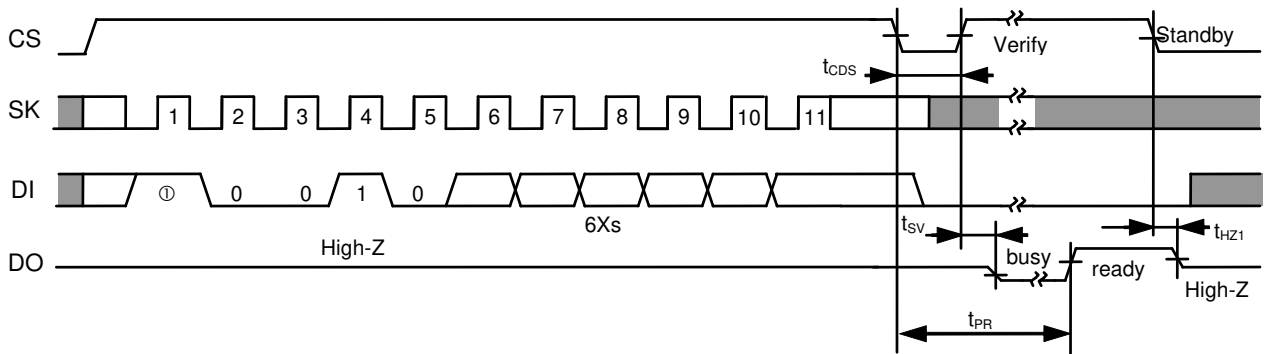 CS
Verify
Standby
tCDS
SK
1 2 3 4 5 6 7 8 9 10 11
DI
① 0 0 1 0
6Xs
tSV
tHZ1
High-Z
DO
busy
ready
High-Z
tPR